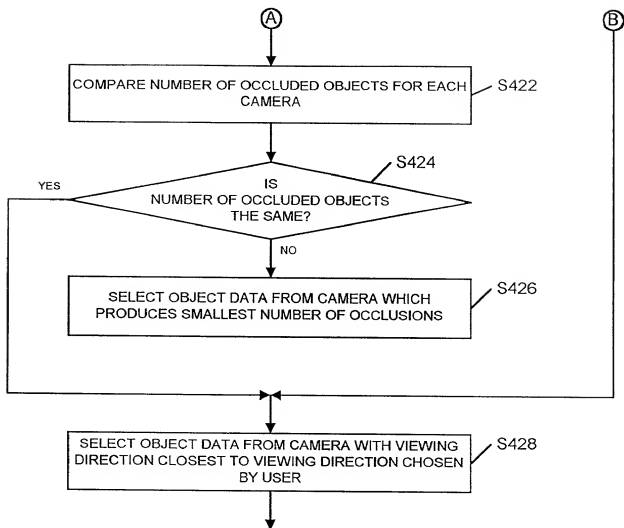 A
B
COMPARE NUMBER OF OCCLUDED OBJECTS FOR EACH
CAMERA
S422
S424
YES
IS
NUMBER OF OCCLUDED OBJECTS
THE SAME?
NO
SELECT OBJECT DATA FROM CAMERA WHICH
PRODUCES SMALLEST NUMBER OF OCCLUSIONS
S426
SELECT OBJECT DATA FROM CAMERA WITH VIEWING
DIRECTION CLOSEST TO VIEWING DIRECTION CHOSEN
BY USER
S428